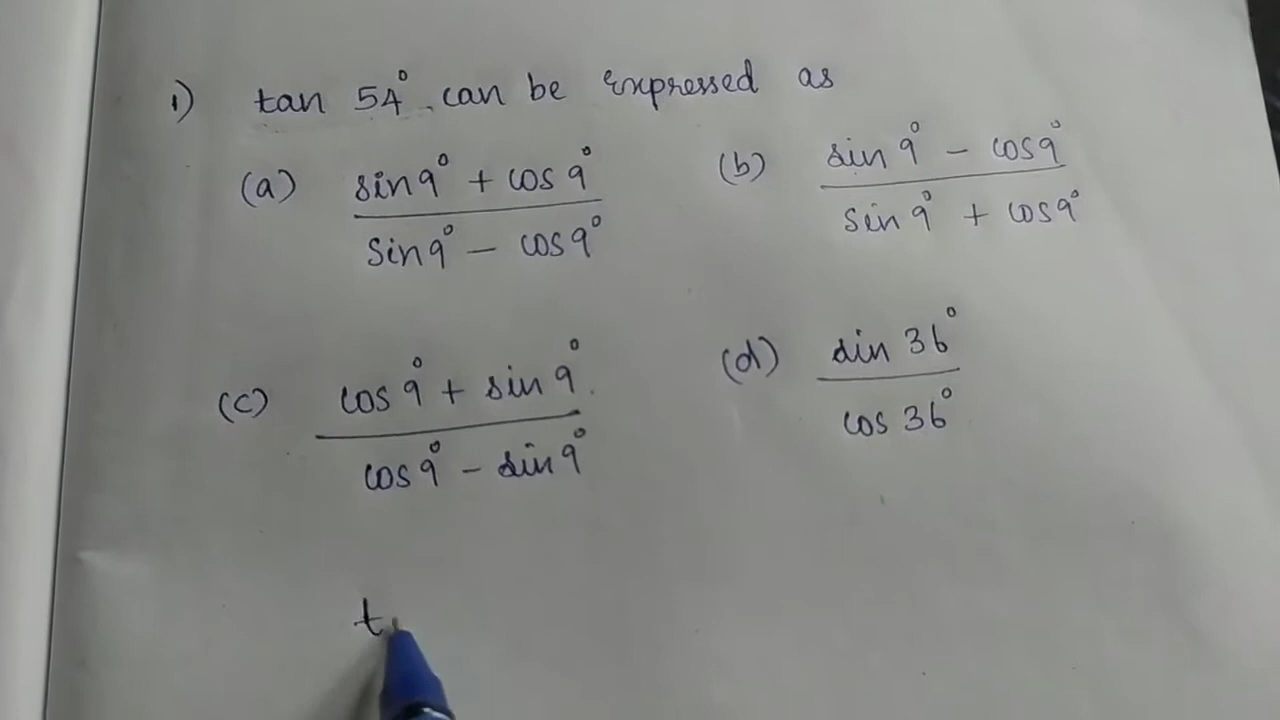 1) tan 54° can be expressed as
(a) sin 9° + cos 9°
sin 9° − cos 9°
(b) sin 9° − cos 9°
sin 9° + cos 9°
(c) cos 9° + sin 9°
cos 9° − sin 9°
(d) sin 36°
cos 36°
t